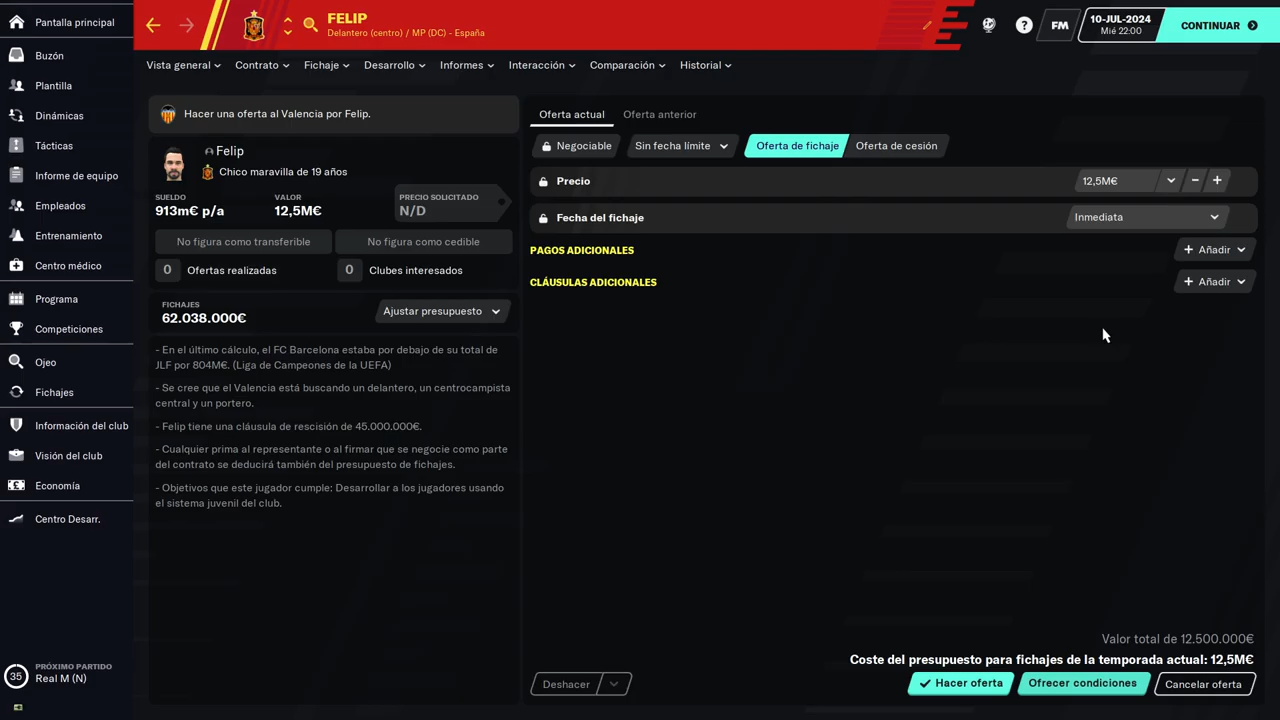 Pantalla principal
Buzón
Plantilla
Dinámicas
Tácticas
Informe de equipo
Empleados
Entrenamiento
Centro médico
Programa
Competiciones
Ojeo
Fichajes
Información del club
Visión del club
Economía
Centro Desarr.
35
PRÓXIMO PARTIDO
Real M (N)
FELIP
Delantero (centro) / MP (DC) - España
?
FM
10-JUL-2024
Mié 22:00
CONTINUAR
Vista general
Contrato
Fichaje
Desarrollo
Informes
Interacción
Comparación
Historial
Hacer una oferta al Valencia por Felip.
Felip
Chico maravilla de 19 años
SUELDO
913m€ p/a
VALOR
12,5M€
PRECIO SOLICITADO
N/D
No figura como transferible
No figura como cedible
0 Ofertas realizadas
0 Clubes interesados
FICHAJES
62.038.000€
Ajustar presupuesto
- En el último cálculo, el FC Barcelona estaba por debajo de su total de
JLF por 804M€. (Liga de Campeones de la UEFA)
- Se cree que el Valencia está buscando un delantero, un centrocampista
central y un portero.
- Felip tiene una cláusula de rescisión de 45.000.000€.
- Cualquier prima al representante o al firmar que se negocie como parte
del contrato se deducirá también del presupuesto de fichajes.
- Objetivos que este jugador cumple: Desarrollar a los jugadores usando
el sistema juvenil del club.
Oferta actual
Oferta anterior
Negociable
Sin fecha límite
Oferta de fichaje
Oferta de cesión
Precio
12,5M€
- +
Fecha del fichaje
Inmediata
PAGOS ADICIONALES
+ Añadir
CLÁUSULAS ADICIONALES
+ Añadir
Valor total de 12.500.000€
Coste del presupuesto para fichajes de la temporada actual: 12,5M€
Deshacer
Hacer oferta
Ofrecer condiciones
Cancelar oferta